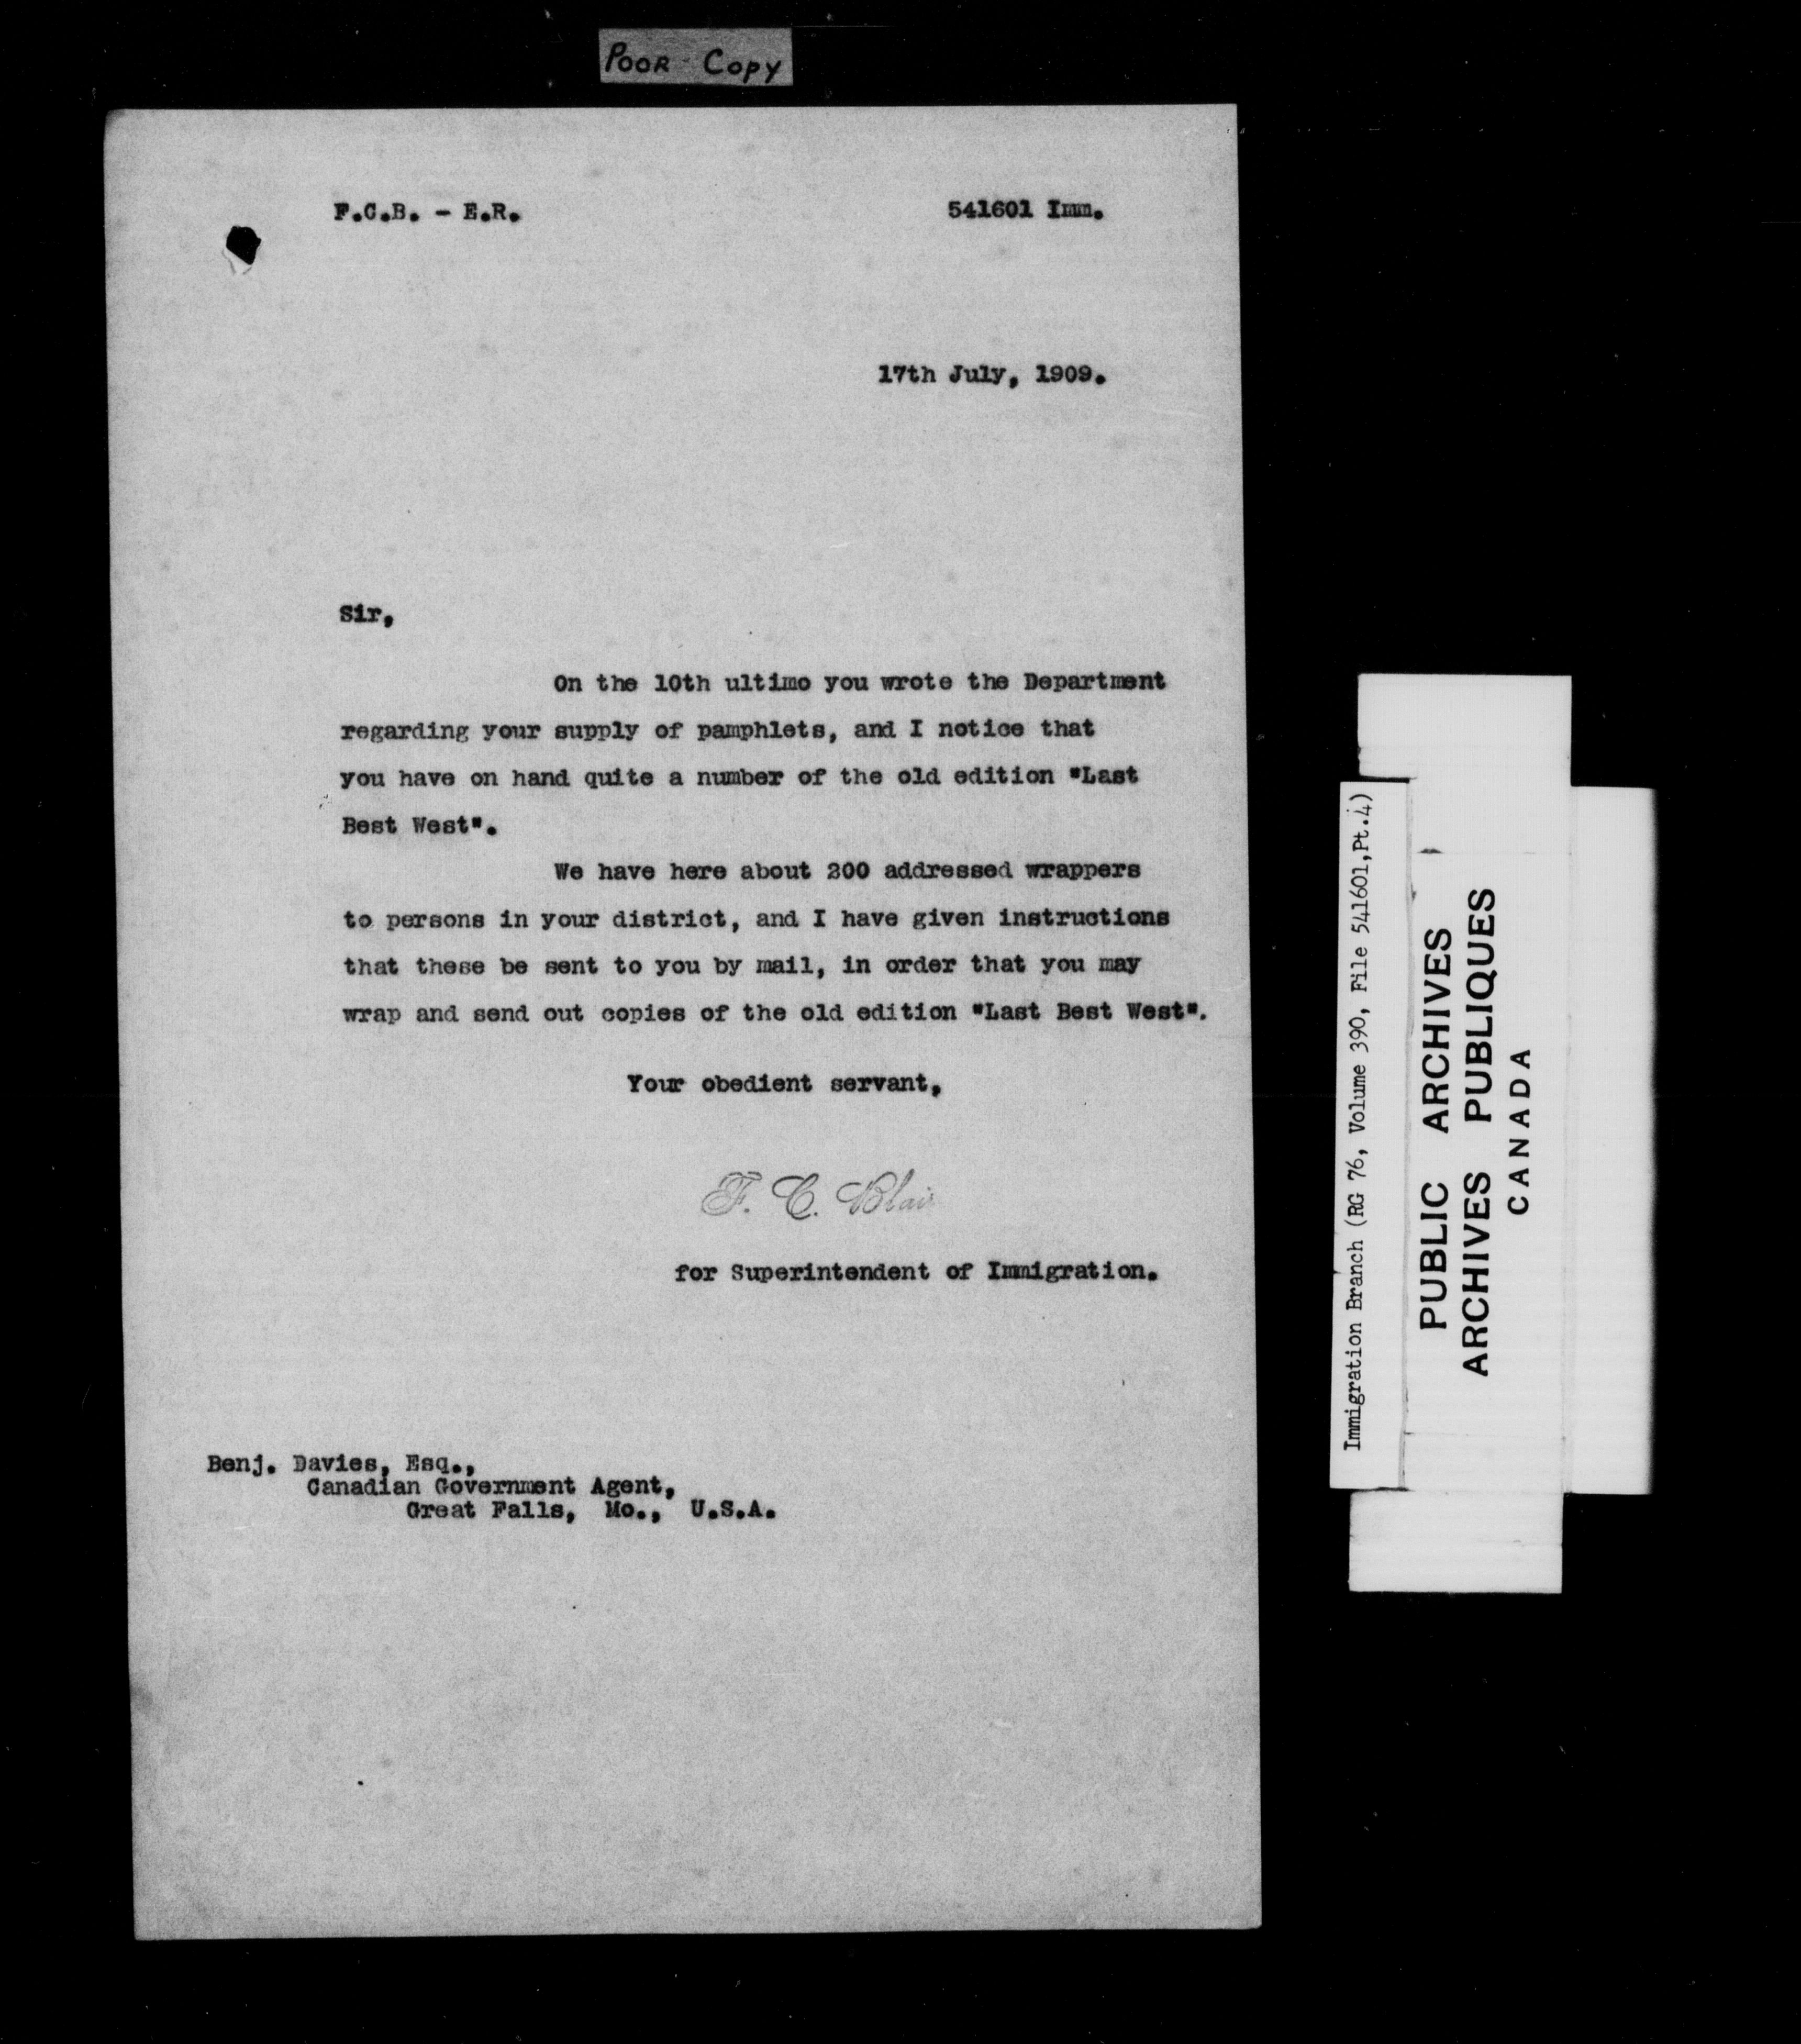 POOR COPY
F.C.B. - E.R.
541601 Imm.
17th July, 1909.
Sir,
On the 10th ultimo you wrote the Department
regarding your supply of pamphlets, and I notice that
you have on hand quite a number of the old edition "Last
Best West".
We have here about 200 addressed wrappers
to persons in your district, and I have given instructions
that these be sent to you by mail, in order that you may
wrap and send out copies of the old edition "Last Best West".
Your obedient servant,
F. C. Blair
for Superintendent of Immigration.
Benj. Davies, Esq.,
Canadian Government Agent,
Great Falls, Mo., U.S.A.
Immigration Branch (RG 76, Volume 390, File 541601,Pt.4)
PUBLIC ARCHIVES
ARCHIVES PUBLIQUES
CANADA